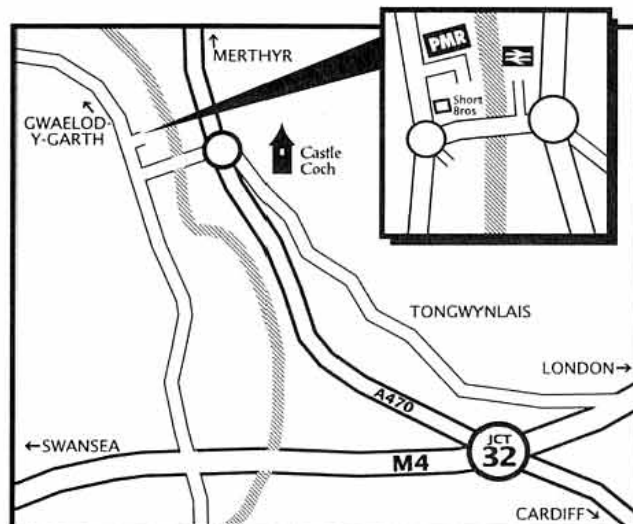 MERTHYR
PMR
Short
Bros
GWAELOD-
Y-GARTH
Castle
Coch
TONGWYNLAIS
LONDON→
A470
←SWANSEA
M4
JCT
32
CARDIFF